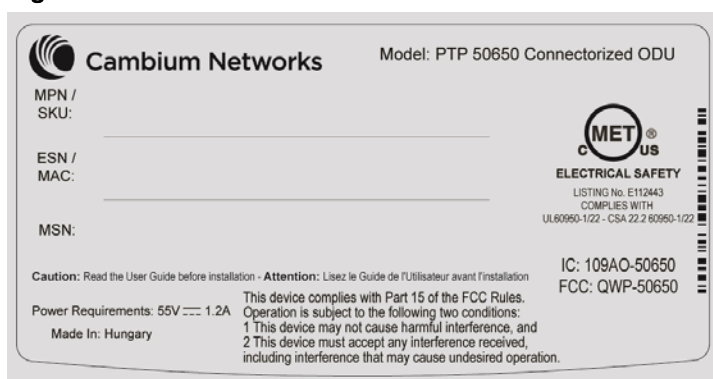 Cambium Networks
Model: PTP 50650 Connectorized ODU
MPN /
SKU:
ESN /
MAC:
MSN:
MET ®
C US
ELECTRICAL SAFETY
LISTING No. E112443
COMPLIES WITH
UL60950-1/22 - CSA 22.2 60950-1/22
Caution: Read the User Guide before installation - Attention: Lisez le Guide de l'Utilisateur avant l'installation
IC: 109AO-50650
FCC: QWP-50650
Power Requirements: 55V ⎓ 1.2A
Made In: Hungary
This device complies with Part 15 of the FCC Rules.
Operation is subject to the following two conditions:
1 This device may not cause harmful interference, and
2 This device must accept any interference received,
including interference that may cause undesired operation.